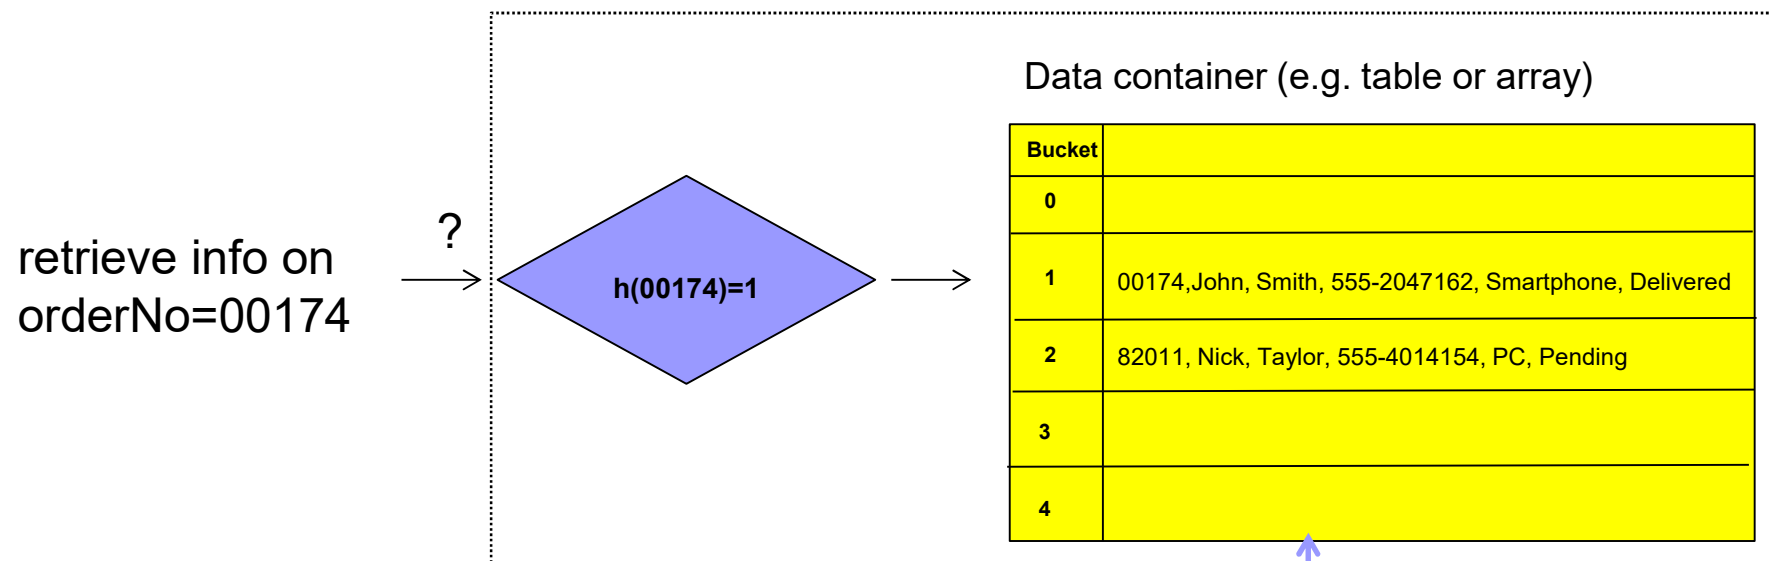 Data container (e.g. table or array)
Bucket
0
?
retrieve info on
orderNo=00174
h(00174)=1
1 00174,John, Smith, 555-2047162, Smartphone, Delivered
2 82011, Nick, Taylor, 555-4014154, PC, Pending
3
4